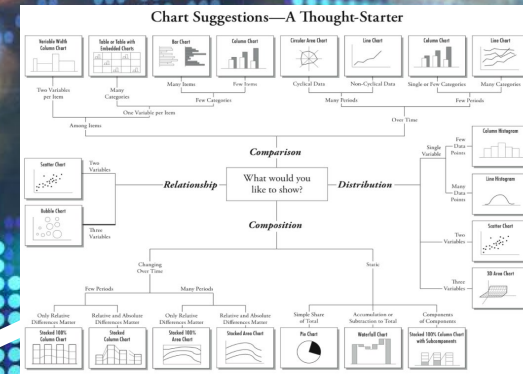 Chart Suggestions—A Thought-Starter
Variable Width
Column Chart
Table or Table with
Embedded Charts
Bar Chart
Column Chart
Circular Area Chart
Line Chart
Column Chart
Line Chart
Two Variables
per Item
Many
Categories
Many Items
Few Items
Cyclical Data
Non-Cyclical Data
Single or Few Categories
Many Categories
Few Categories
Many Periods
Few Periods
One Variable per Item
Among Items
Over Time
Comparison
What would you
like to show?
Relationship
Distribution
Composition
Scatter Chart
Two
Variables
Bubble Chart
Three
Variables
Single
Variable
Few
Data
Points
Column Histogram
Many
Data
Points
Line Histogram
Two
Variables
Scatter Chart
Three
Variables
3D Area Chart
Changing
Over Time
Static
Few Periods
Many Periods
Only Relative
Differences Matter
Relative and Absolute
Differences Matter
Only Relative
Differences Matter
Relative and Absolute
Differences Matter
Simple Share
of Total
Accumulation or
Subtraction to Total
Components
of Components
Stacked 100%
Column Chart
Stacked
Column Chart
Stacked 100%
Area Chart
Stacked Area Chart
Pie Chart
Waterfall Chart
Stacked 100% Column Chart
with Subcomponents